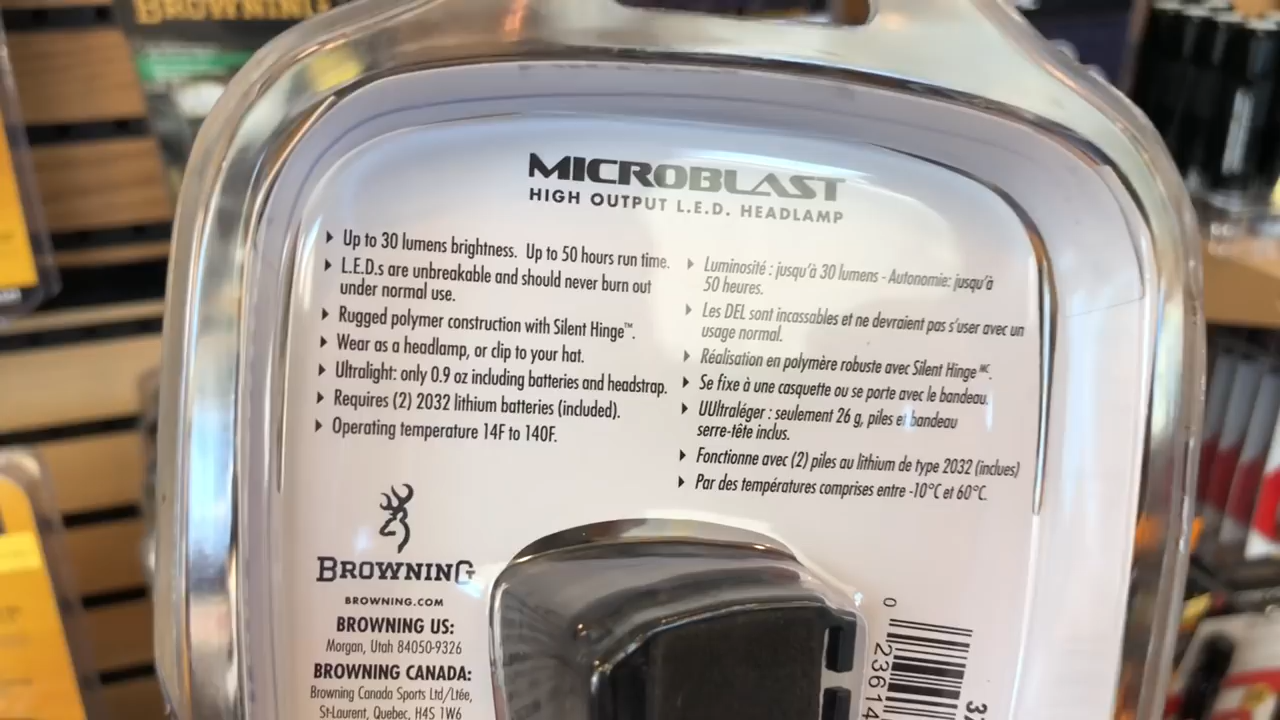 BROWNING
MICROBLAST
HIGH OUTPUT L.E.D. HEADLAMP
Up to 30 lumens brightness. Up to 50 hours run time.
L.E.D.s are unbreakable and should never burn out
under normal use.
Rugged polymer construction with Silent Hinge™.
Wear as a headlamp, or clip to your hat.
Ultralight: only 0.9 oz including batteries and headstrap.
Requires (2) 2032 lithium batteries (included).
Operating temperature 14F to 140F.
Luminosité : jusqu'à 30 lumens - Autonomie: jusqu'à
50 heures.
Les DEL sont incassables et ne devraient pas s'user avec un
usage normal.
Réalisation en polymère robuste avec Silent Hinge MC.
Se fixe à une casquette ou se porte avec le bandeau.
UUltraléger : seulement 26 g, piles et bandeau
serre-tête inclus.
Fonctionne avec (2) piles au lithium de type 2032 (inclues)
Par des températures comprises entre -10°C et 60°C.
BROWNING
BROWNING.COM
BROWNING US:
Morgan, Utah 84050-9326
BROWNING CANADA:
Browning Canada Sports Ltd/Ltée,
St-Laurent, Quebec, H4S 1W6
0
23614
37